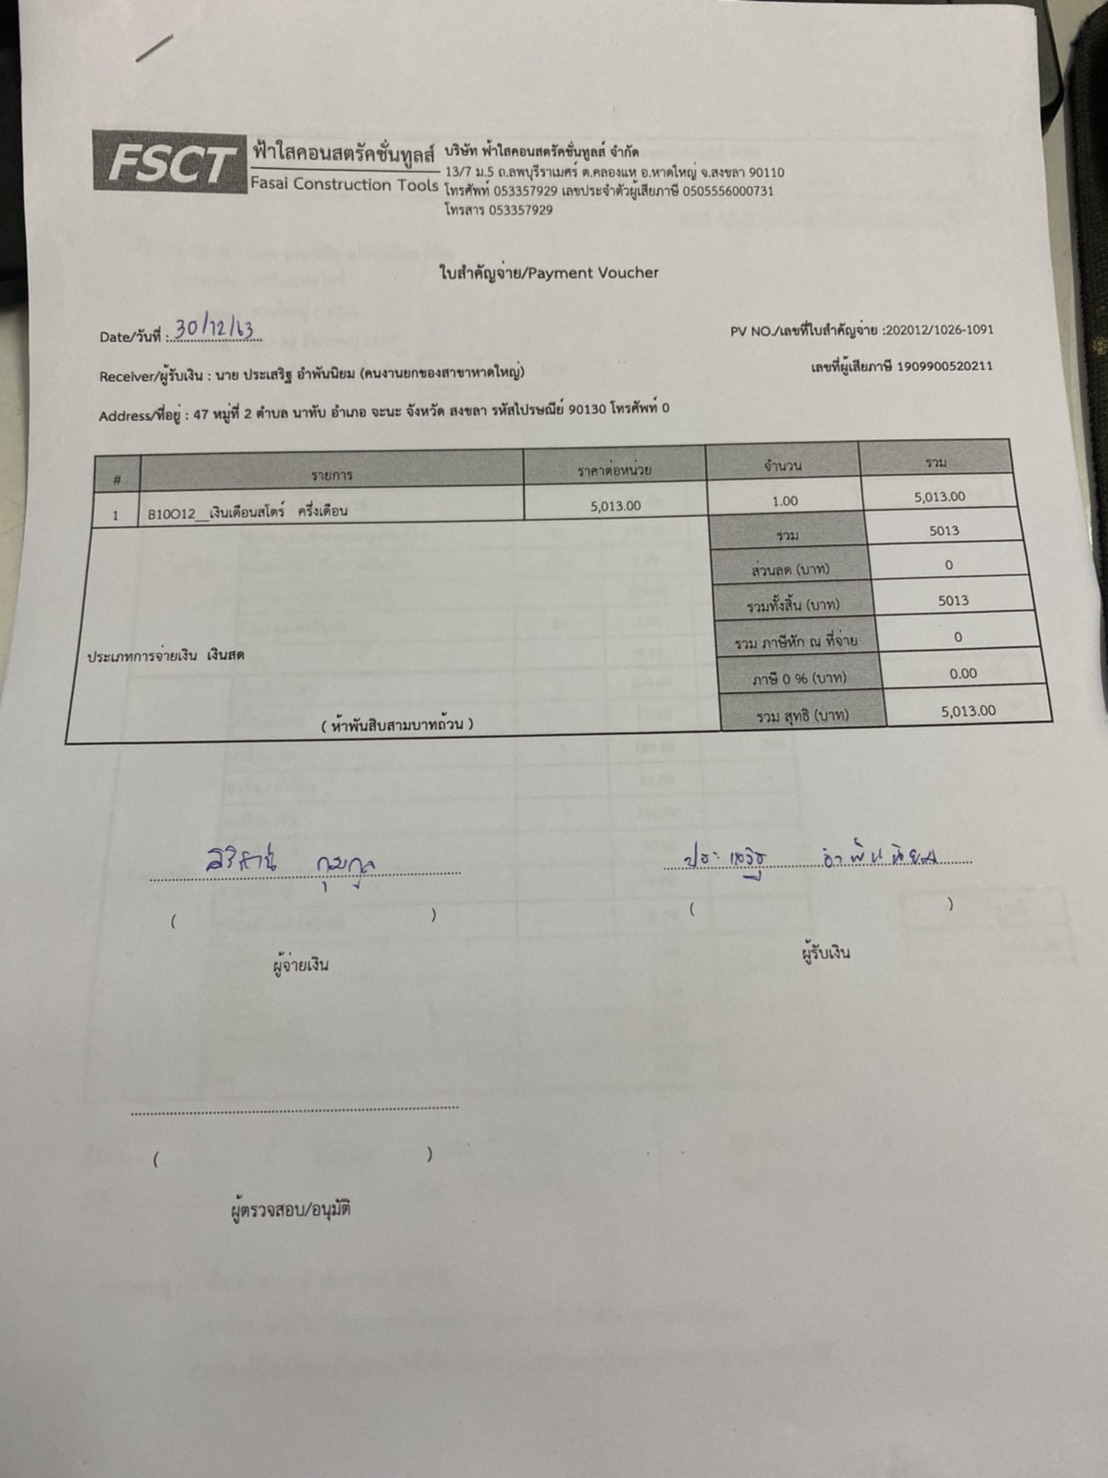 FSCT ฟ้าใสคอนสตรัคชั่นทูลส์ บริษัท ฟ้าใสคอนสตรัคชั่นทูลส์ จำกัด
Fasai Construction Tools 13/7 ม.5 ถ.ลพบุรีราเมศร์ ต.คลองแห อ.หาดใหญ่ จ.สงขลา 90110
โทรศัพท์ 053357929 เลขประจำตัวผู้เสียภาษี 0505556000731
โทรสาร 053357929
ใบสำคัญจ่าย/Payment Voucher
Date/วันที่ : 30/12/63 PV NO./เลขที่ใบสำคัญจ่าย :202012/1026-1091
Receiver/ผู้รับเงิน : นาย ประเสริฐ อำพันนิยม (คนงานยกของสาขาหาดใหญ่) เลขที่ผู้เสียภาษี 1909900520211
Address/ที่อยู่ : 47 หมู่ที่ 2 ตำบล นาทับ อำเภอ จะนะ จังหวัด สงขลา รหัสไปรษณีย์ 90130 โทรศัพท์ 0
# รายการ ราคาต่อหน่วย จำนวน รวม
1 B10O12__เงินเดือนสโตร์ ครึ่งเดือน 5,013.00 1.00 5,013.00
รวม 5013
ส่วนลด (บาท) 0
รวมทั้งสิ้น (บาท) 5013
รวม ภาษีหัก ณ ที่จ่าย 0
ประเภทการจ่ายเงิน เงินสด
ภาษี 0 % (บาท) 0.00
( ห้าพันสิบสามบาทถ้วน ) รวม สุทธิ (บาท) 5,013.00
ประเสริฐ อำพันนิยม
( ) ( )
ผู้จ่ายเงิน ผู้รับเงิน
( )
ผู้ตรวจสอบ/อนุมัติ